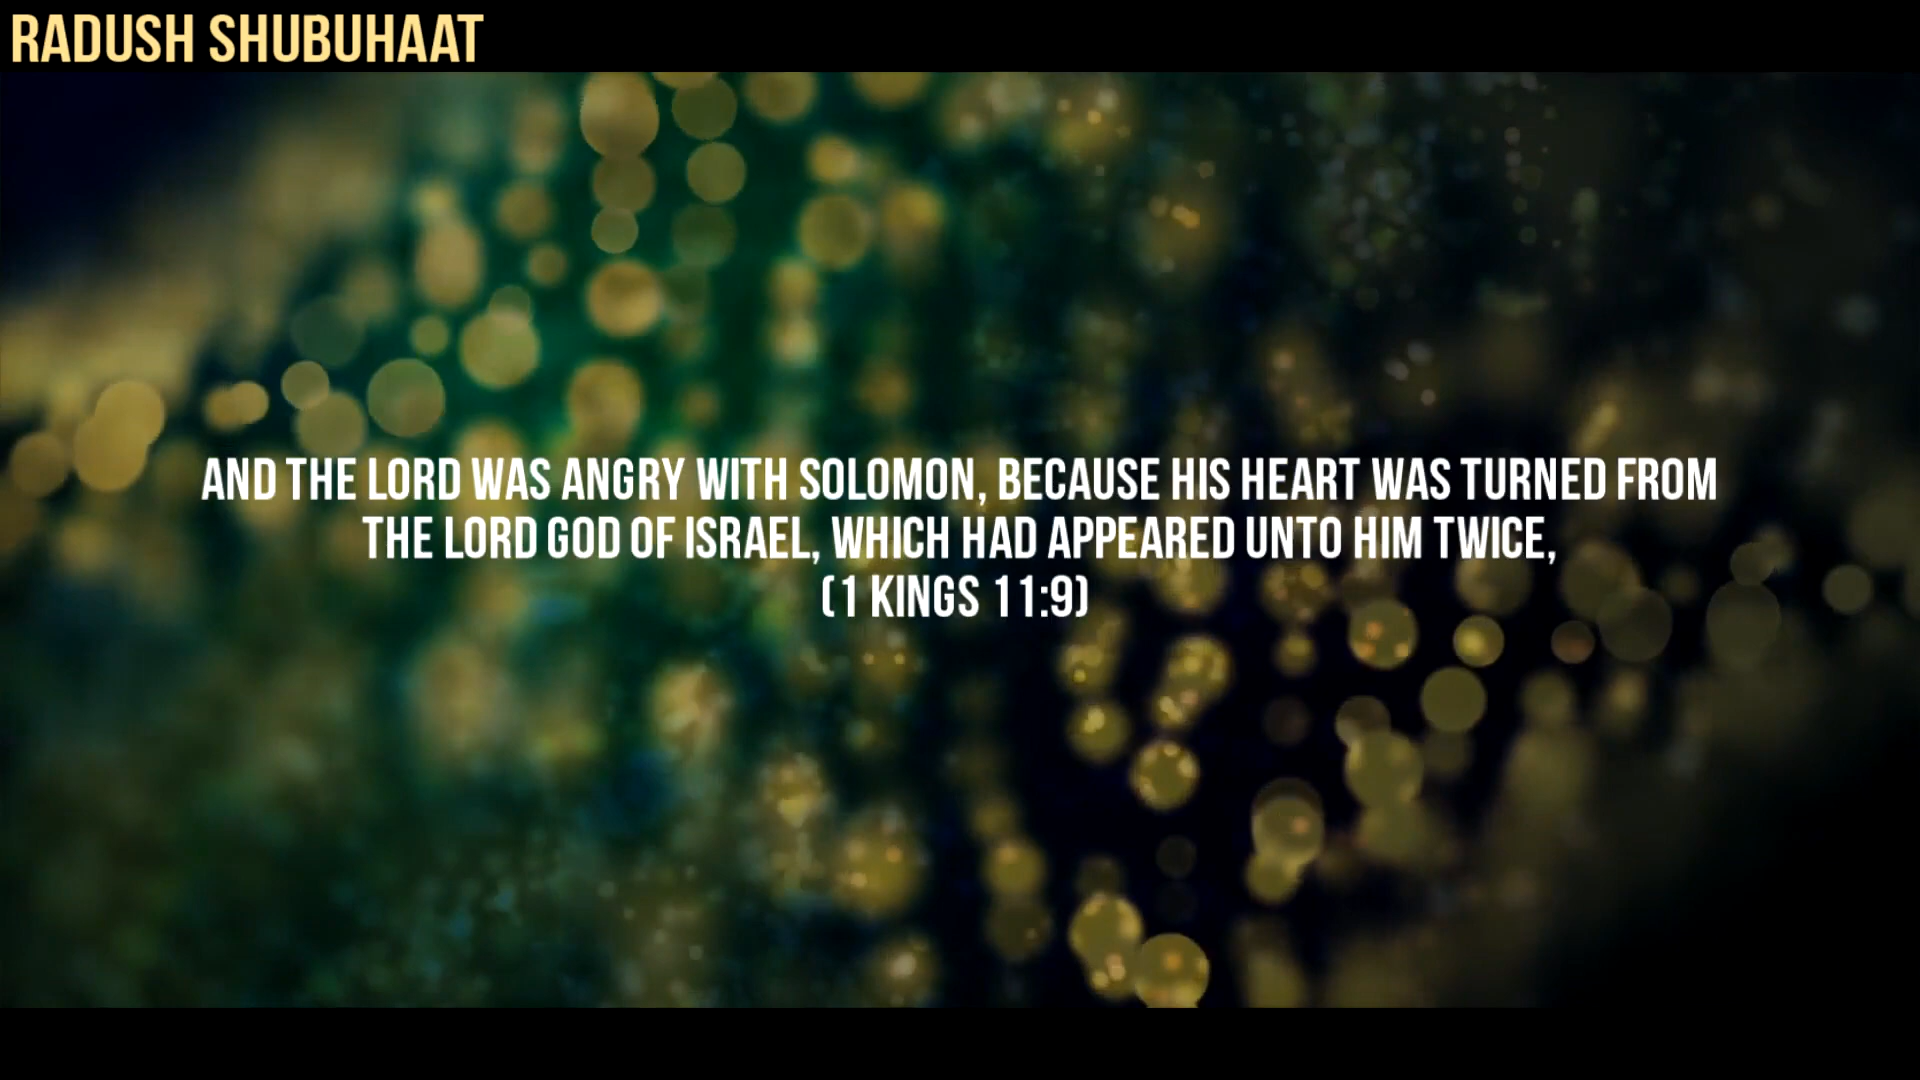 RADUSH SHUBUHAAT
AND THE LORD WAS ANGRY WITH SOLOMON, BECAUSE HIS HEART WAS TURNED FROM
THE LORD GOD OF ISRAEL, WHICH HAD APPEARED UNTO HIM TWICE,
(1 KINGS 11:9)